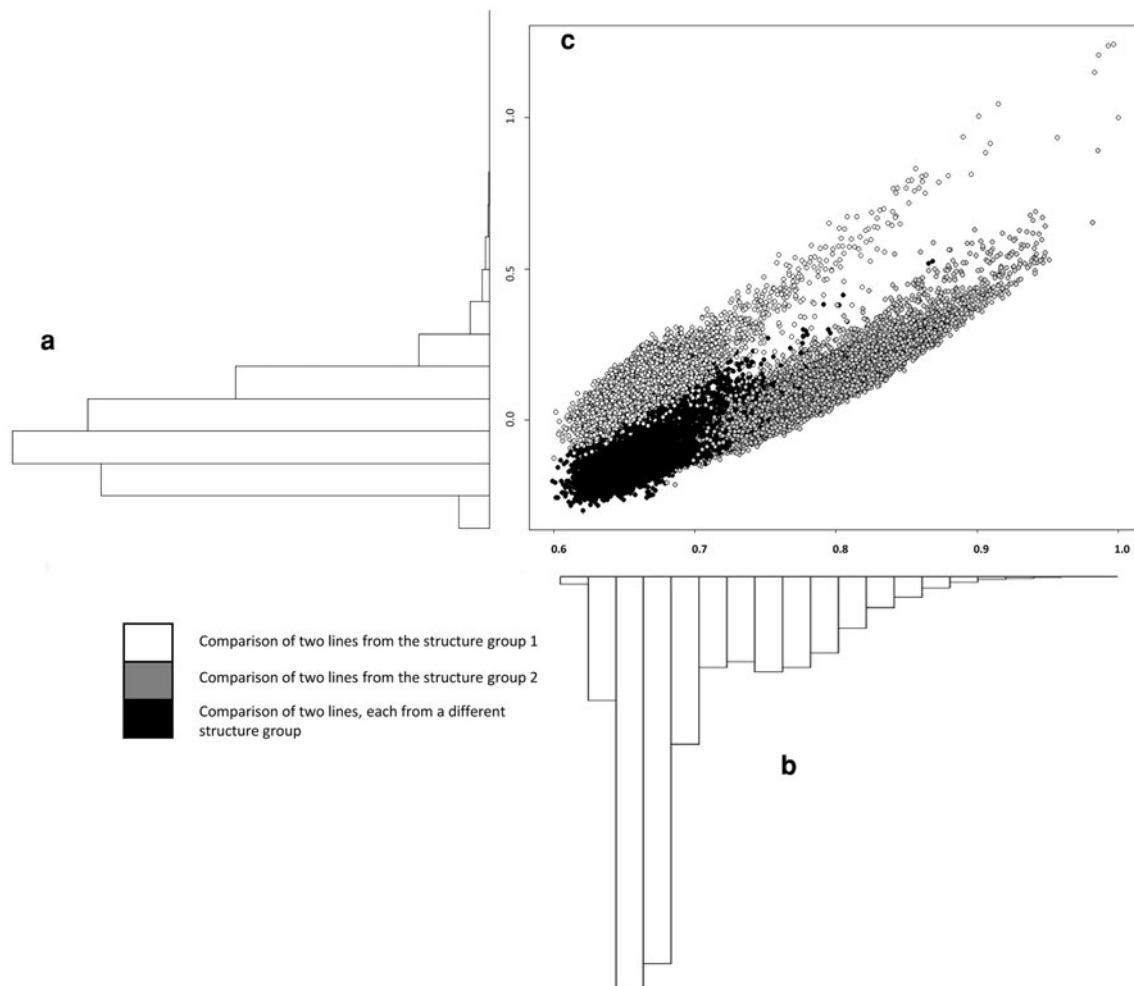 c
1.0
0.5
0.0
a
0.6 0.7 0.8 0.9 1.0
Comparison of two lines from the structure group 1
Comparison of two lines from the structure group 2
Comparison of two lines, each from a different
structure group
b